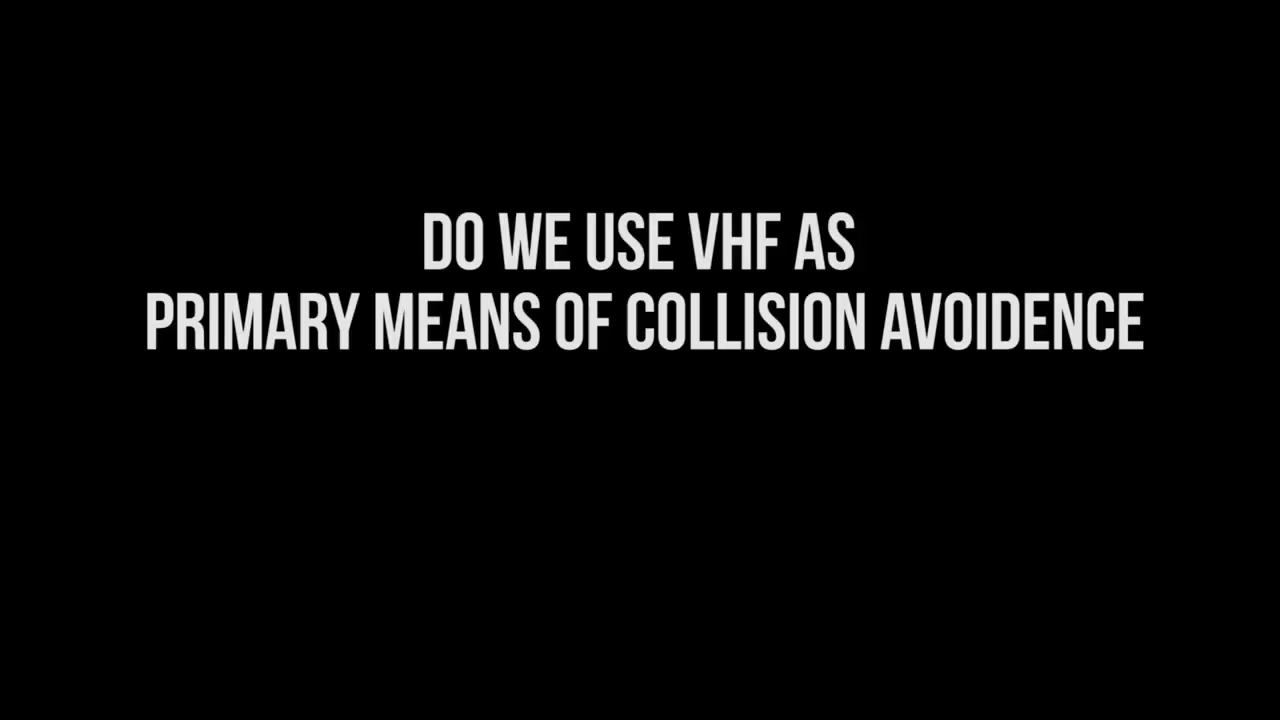 DO WE USE VHF AS
PRIMARY MEANS OF COLLISION AVOIDENCE